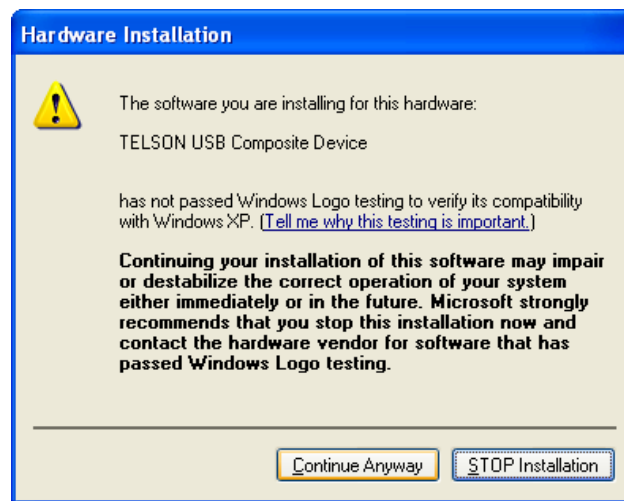 Hardware Installation
The software you are installing for this hardware:
TELSON USB Composite Device
has not passed Windows Logo testing to verify its compatibility
with Windows XP. (Tell me why this testing is important.)
Continuing your installation of this software may impair
or destabilize the correct operation of your system
either immediately or in the future. Microsoft strongly
recommends that you stop this installation now and
contact the hardware vendor for software that has
passed Windows Logo testing.
Continue Anyway
STOP Installation